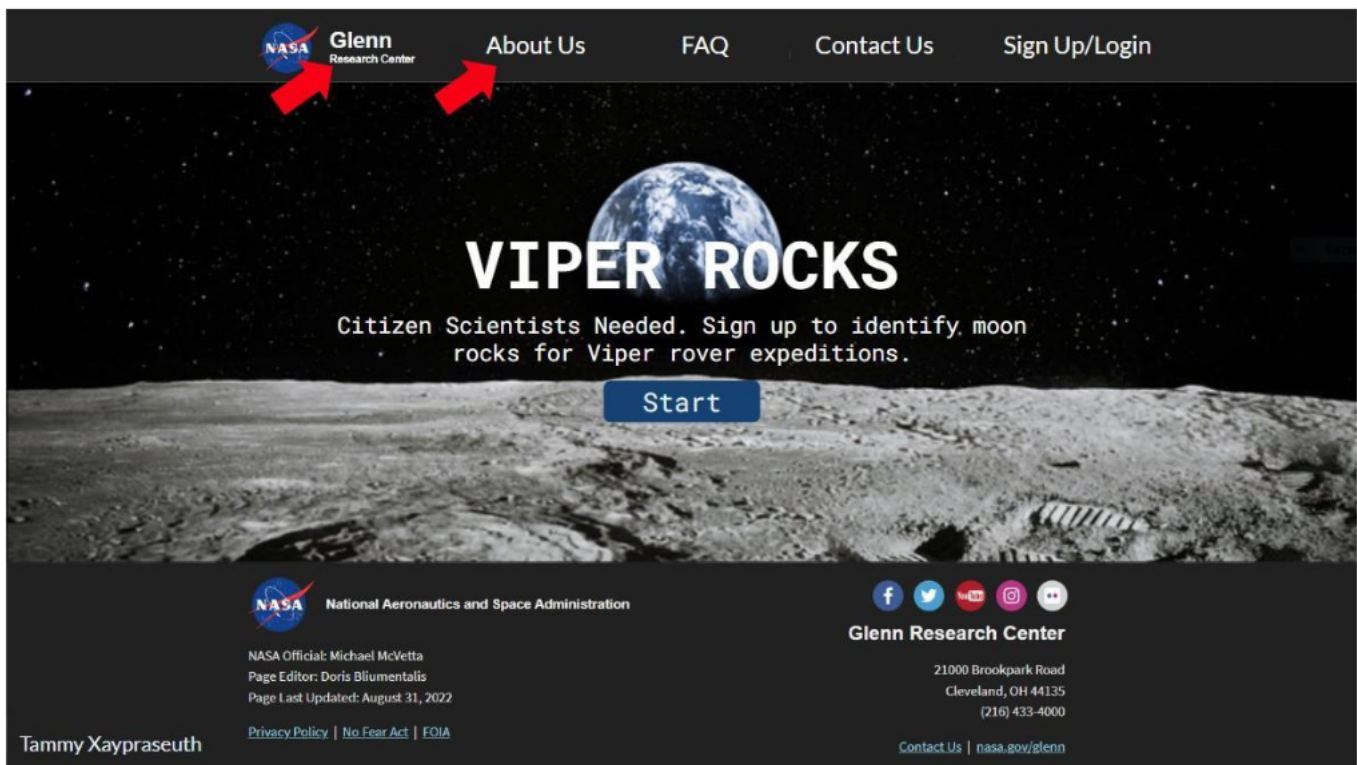 NASA
Glenn
Research Center
About Us
FAQ
Contact Us
Sign Up/Login
VIPER ROCKS
Citizen Scientists Needed. Sign up to identify moon
rocks for Viper rover expeditions.
Start
NASA
National Aeronautics and Space Administration
NASA Official: Michael McVetta
Page Editor: Doris Bliumentalis
Page Last Updated: August 31, 2022
Privacy Policy | No Fear Act | FOIA
YouTube
Glenn Research Center
21000 Brookpark Road
Cleveland, OH 44135
(216) 433-4000
Contact Us | nasa.gov/glenn
Tammy Xaypraseuth